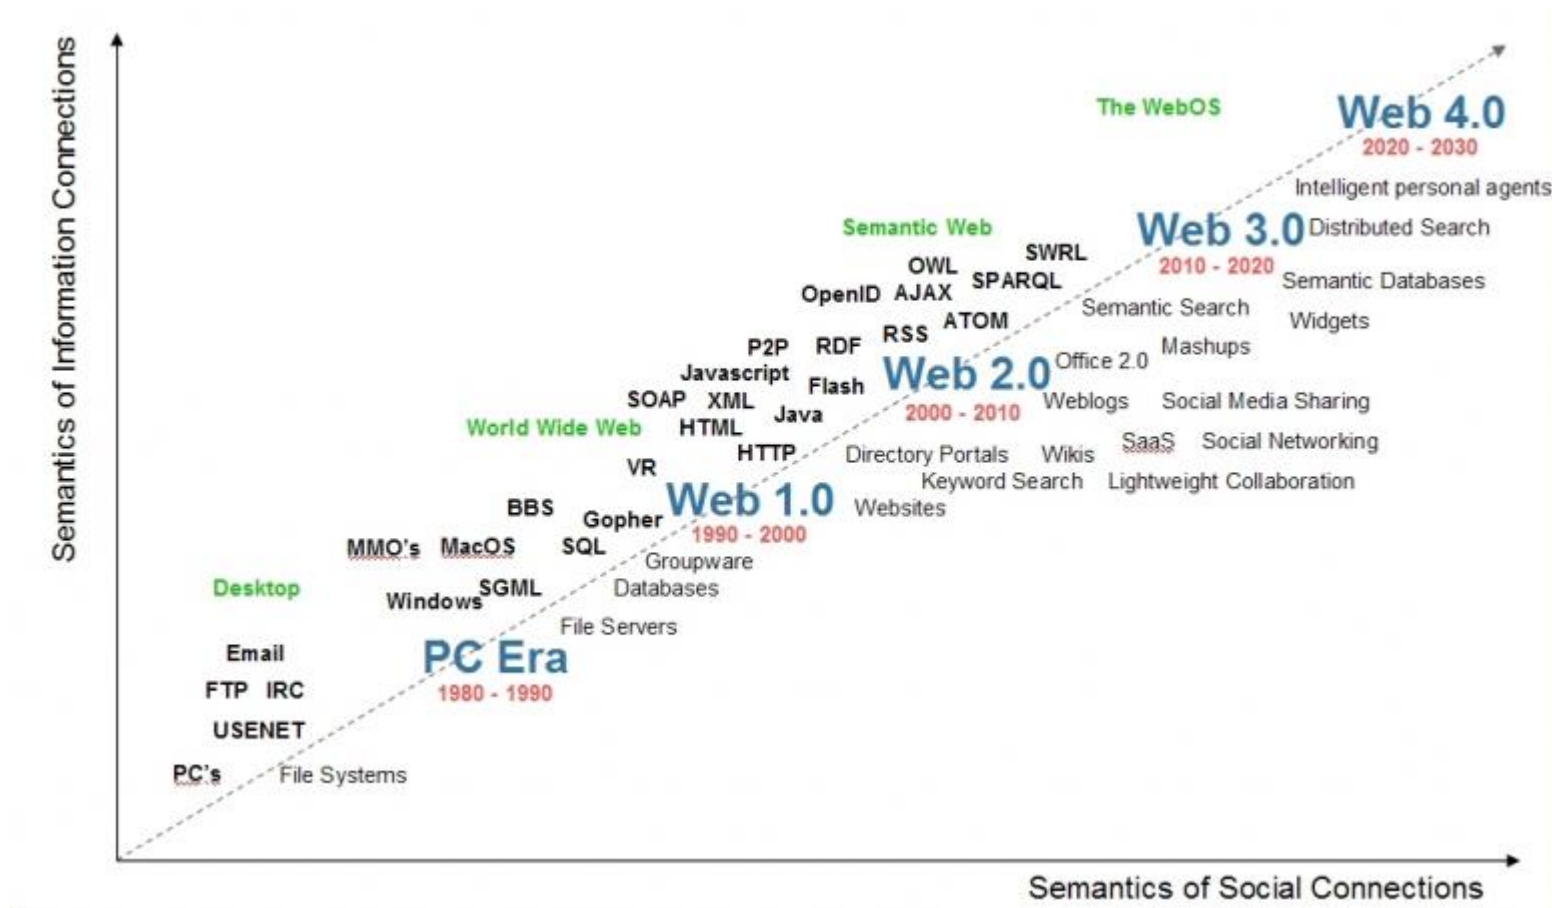 Semantics of Information Connections
The WebOS
Web 4.0
2020 - 2030
Intelligent personal agents
Semantic Web
Web 3.0
Distributed Search
2010 - 2020
SWRL
OWL
SPARQL
Semantic Databases
OpenID
AJAX
Semantic Search
Widgets
ATOM
RSS
P2P
RDF
Mashups
Office 2.0
Web 2.0
2000 - 2010
Javascript
Flash
SOAP
XML
Java
Weblogs
Social Media Sharing
World Wide Web
HTML
HTTP
Directory Portals
Wikis
SaaS
Social Networking
VR
Keyword Search
Lightweight Collaboration
Web 1.0
1990 - 2000
Websites
BBS
Gopher
MMO's
MacOS
SQL
Groupware
Desktop
Windows
SGML
Databases
File Servers
Email
PC Era
1980 - 1990
FTP
IRC
USENET
PC's
File Systems
Semantics of Social Connections